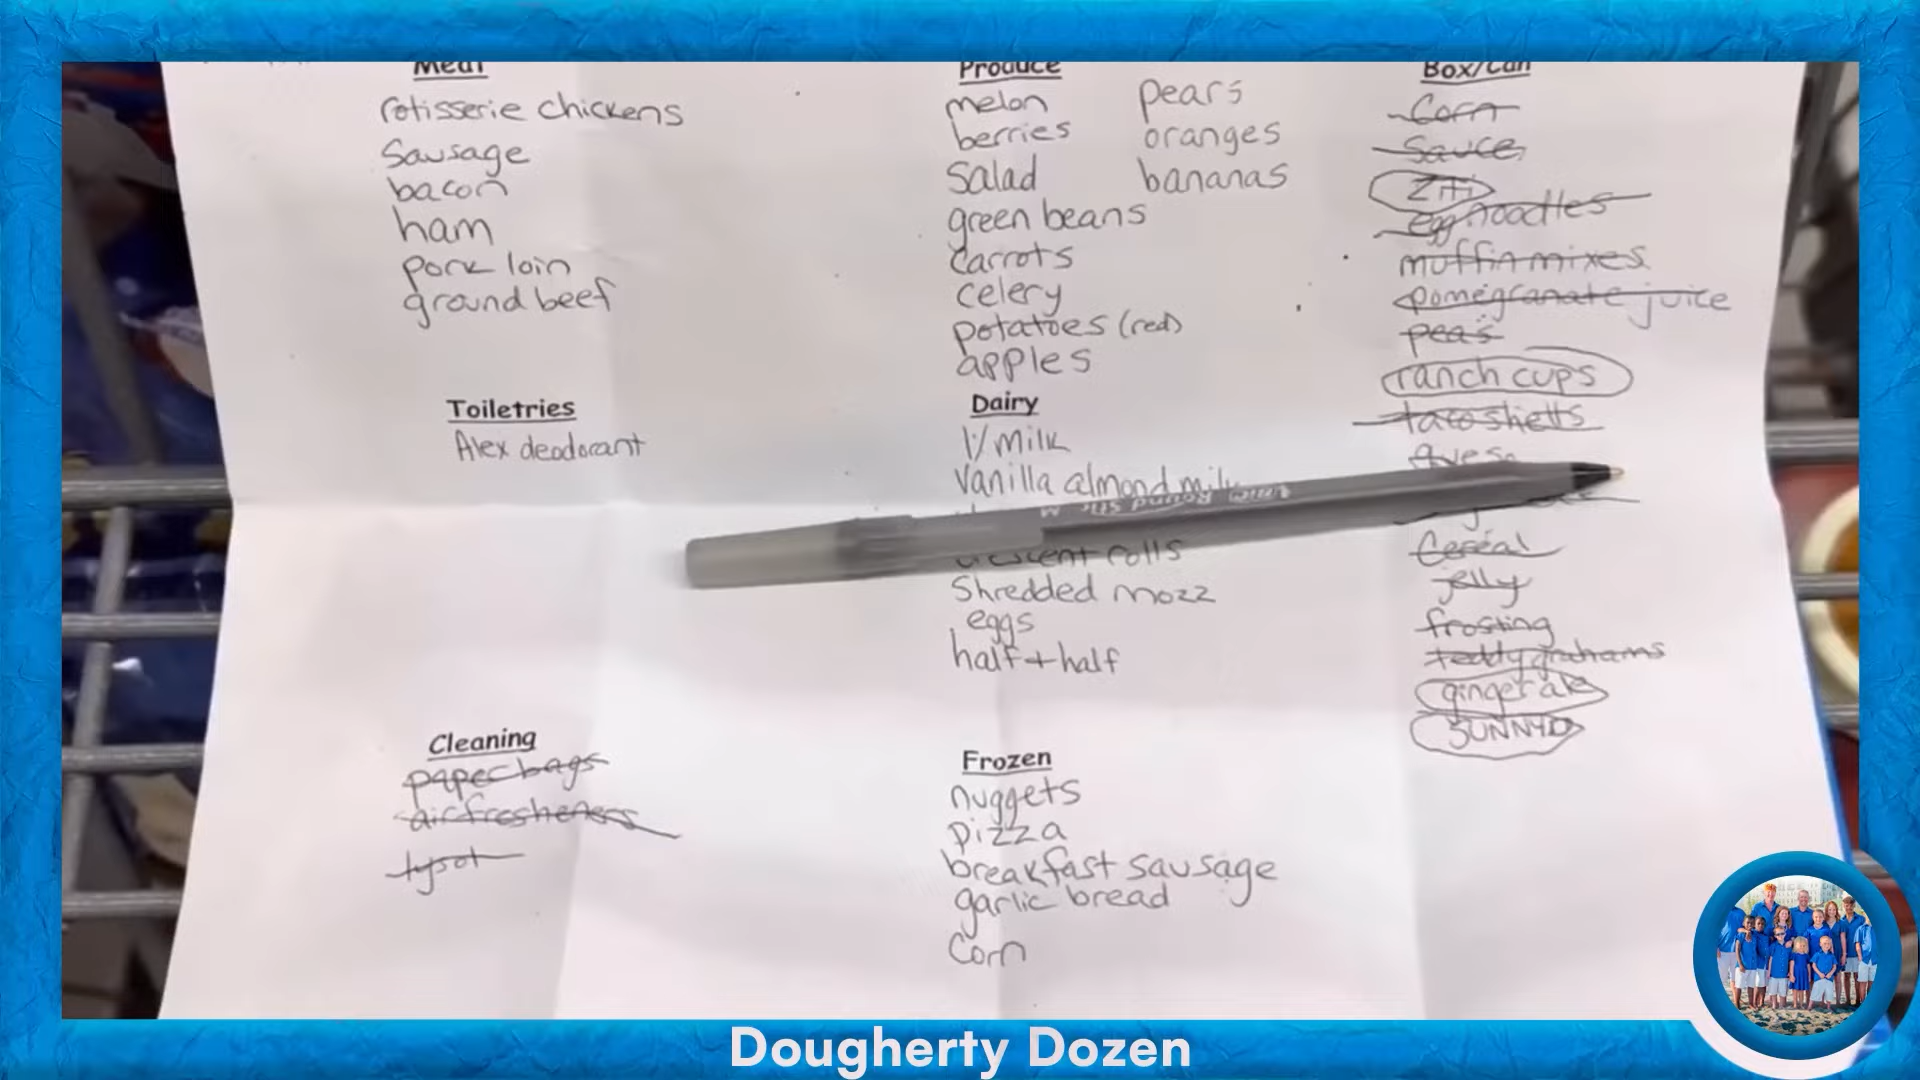 Meat
rotisserie chickens
Sausage
bacon
ham
pork loin
ground beef
Toiletries
Alex deodorant
Cleaning
paper bags
air fresheners
lysol
Produce
melon
berries
Salad
green beans
carrots
celery
potatoes (red)
apples
pears
oranges
bananas
Dairy
1% milk
Vanilla almond milk
crescent rolls
Shredded mozz
eggs
half + half
Frozen
nuggets
pizza
breakfast sausage
garlic bread
corn
Box/Can
Corn
Sauce
Ziti
egg noodles
muffin mixes
pomegranate juice
peas
ranch cups
taco shells
queso
Cereal
jelly
frosting
teddy grahams
ginger ale
SUNNYD
Round Stic M
Dougherty Dozen